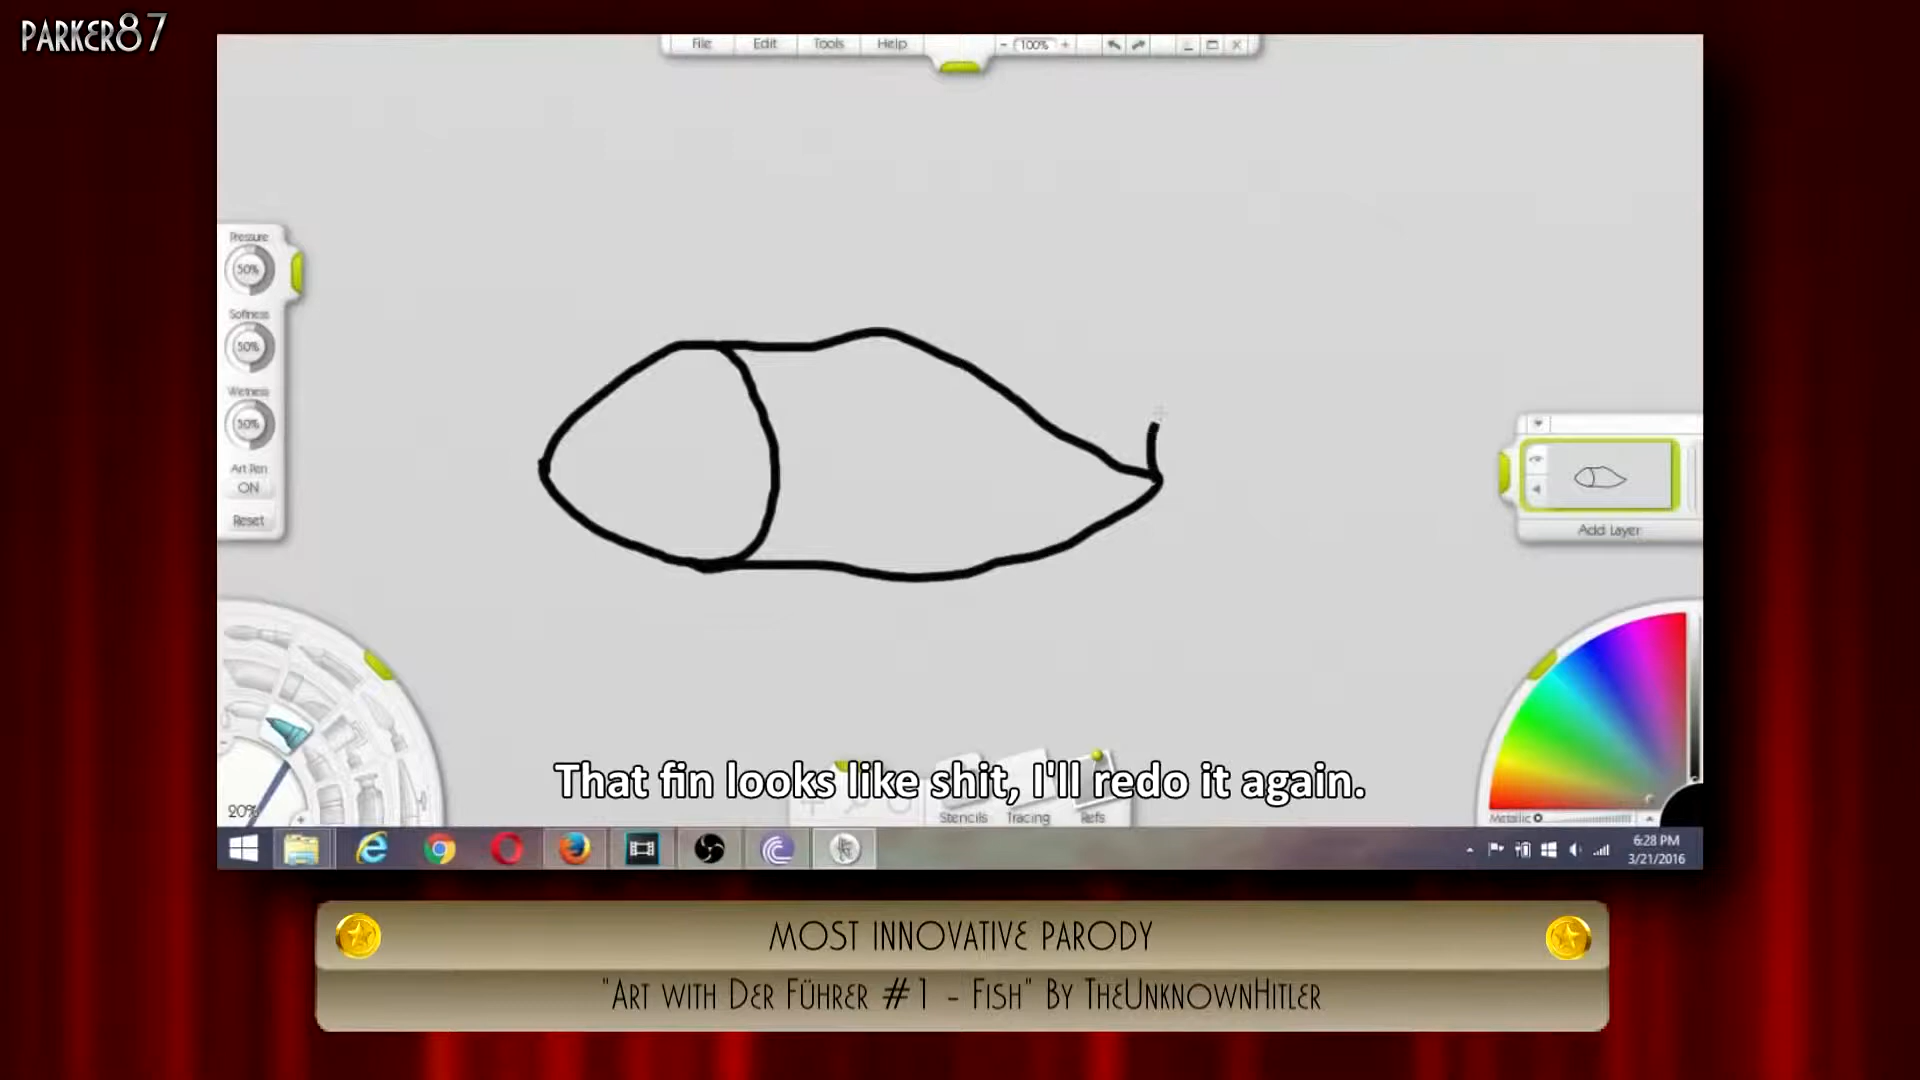 PARKER87
File Edit Tools Help - 100% +
Pressure
50%
Softness
50%
Wetness
50%
Art Pen
ON
Reset
Add Layer
20%
That fin looks like shit, I'll redo it again.
Stencils Tracing Refs
Metallic
6:28 PM
3/21/2016
MOST INNOVATIVE PARODY
"ART WITH DER FÜHRER #1 - FISH" BY THEUNKNOWNHITLER